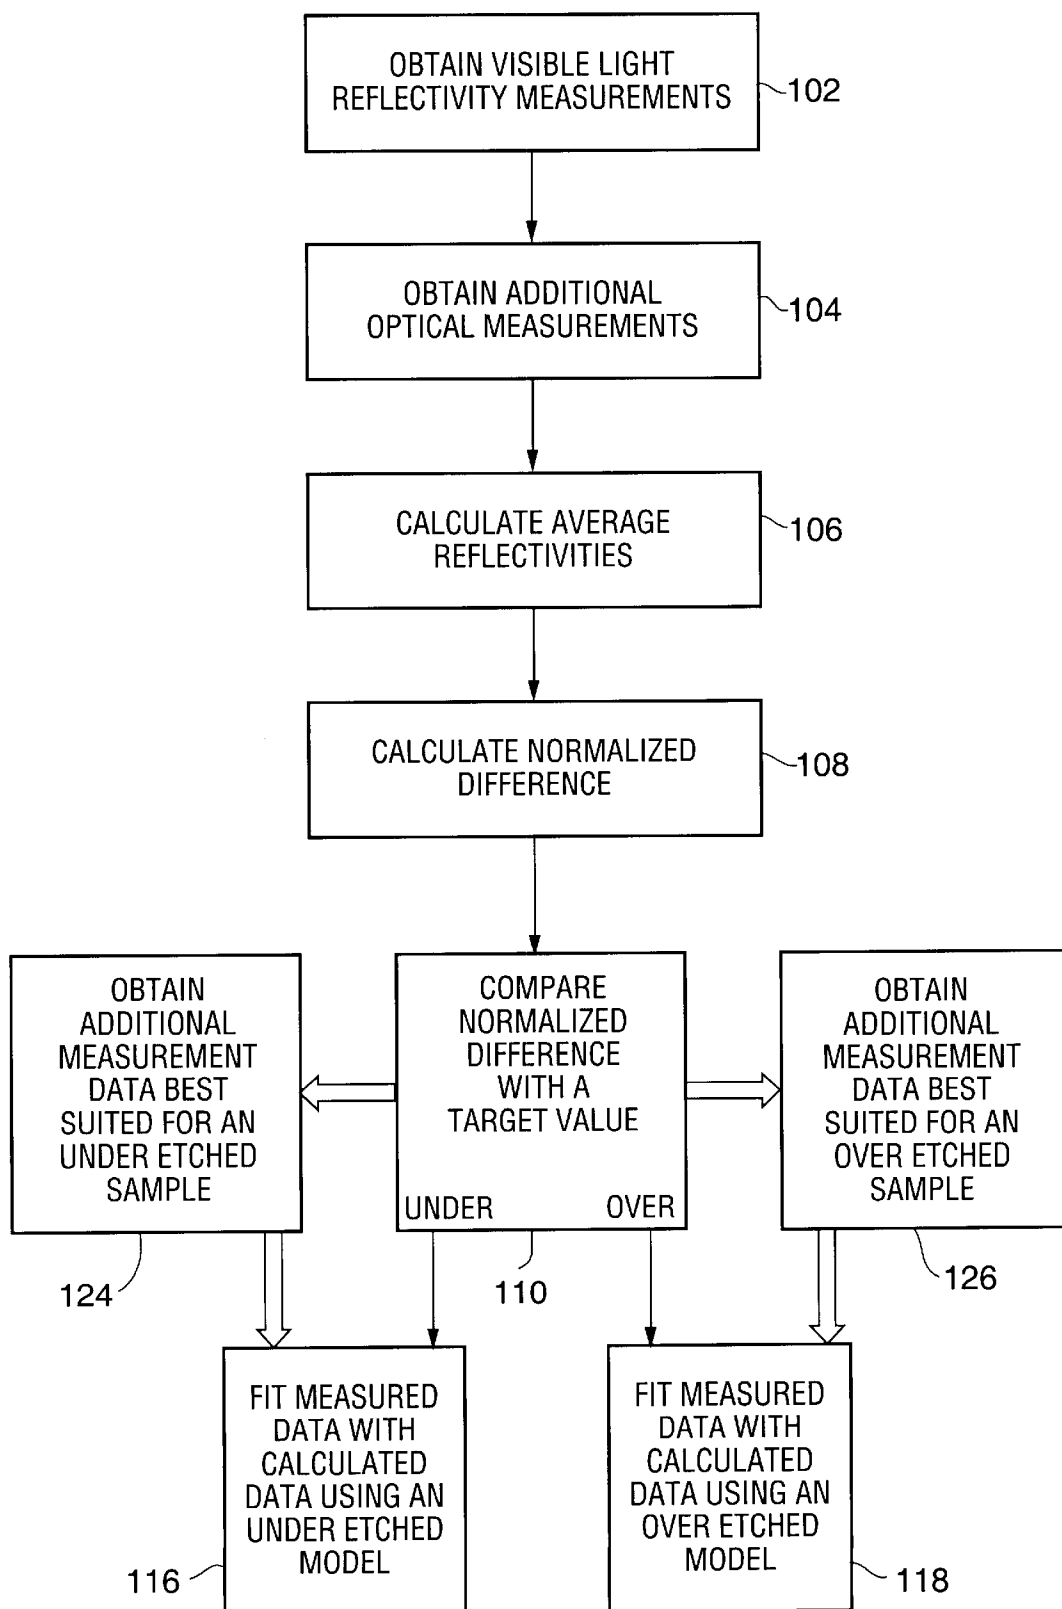 OBTAIN VISIBLE LIGHT
REFLECTIVITY MEASUREMENTS
102
OBTAIN ADDITIONAL
OPTICAL MEASUREMENTS
104
CALCULATE AVERAGE
REFLECTIVITIES
106
CALCULATE NORMALIZED
DIFFERENCE
108
OBTAIN
ADDITIONAL
MEASUREMENT
DATA BEST
SUITED FOR AN
UNDER ETCHED
SAMPLE
124
COMPARE
NORMALIZED
DIFFERENCE
WITH A
TARGET VALUE
UNDER
OVER
110
OBTAIN
ADDITIONAL
MEASUREMENT
DATA BEST
SUITED FOR AN
OVER ETCHED
SAMPLE
126
FIT MEASURED
DATA WITH
CALCULATED
DATA USING AN
UNDER ETCHED
MODEL
116
FIT MEASURED
DATA WITH
CALCULATED
DATA USING AN
OVER ETCHED
MODEL
118